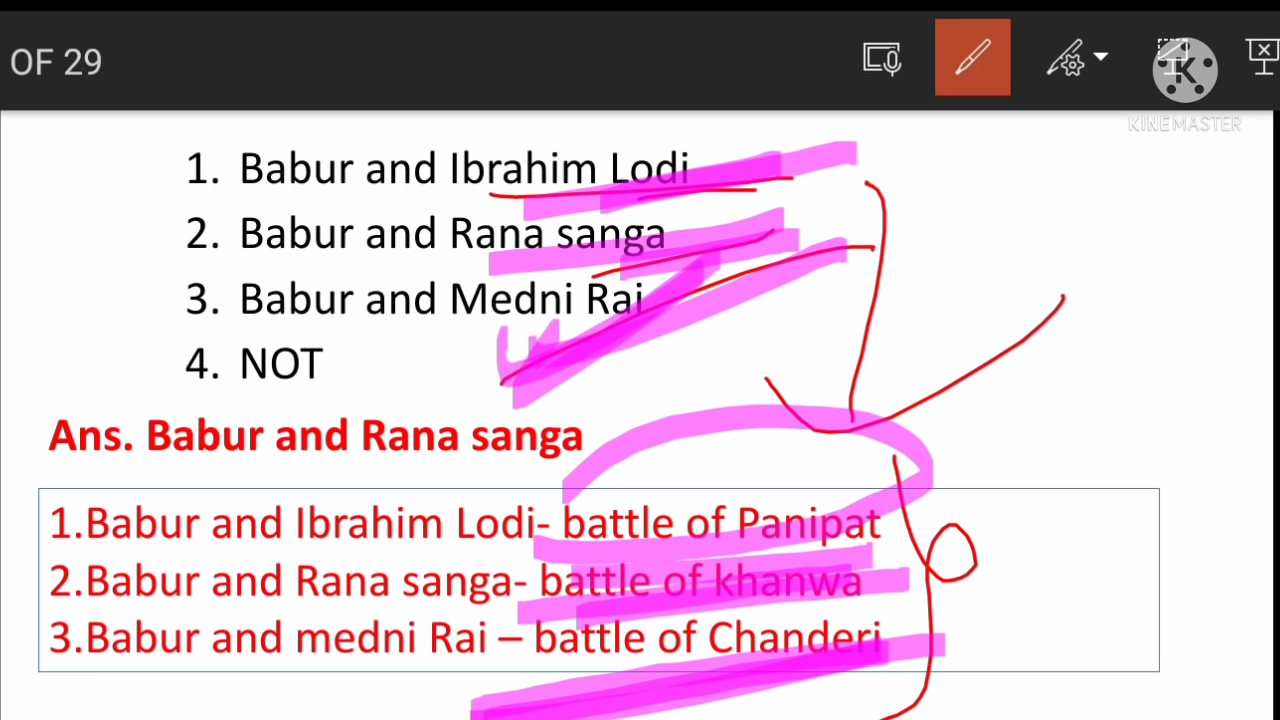 OF 29
KINEMASTER
1. Babur and Ibrahim Lodi
2. Babur and Rana sanga
3. Babur and Medni Rai
4. NOT
Ans. Babur and Rana sanga
1.Babur and Ibrahim Lodi- battle of Panipat
2.Babur and Rana sanga- battle of khanwa
3.Babur and medni Rai – battle of Chanderi